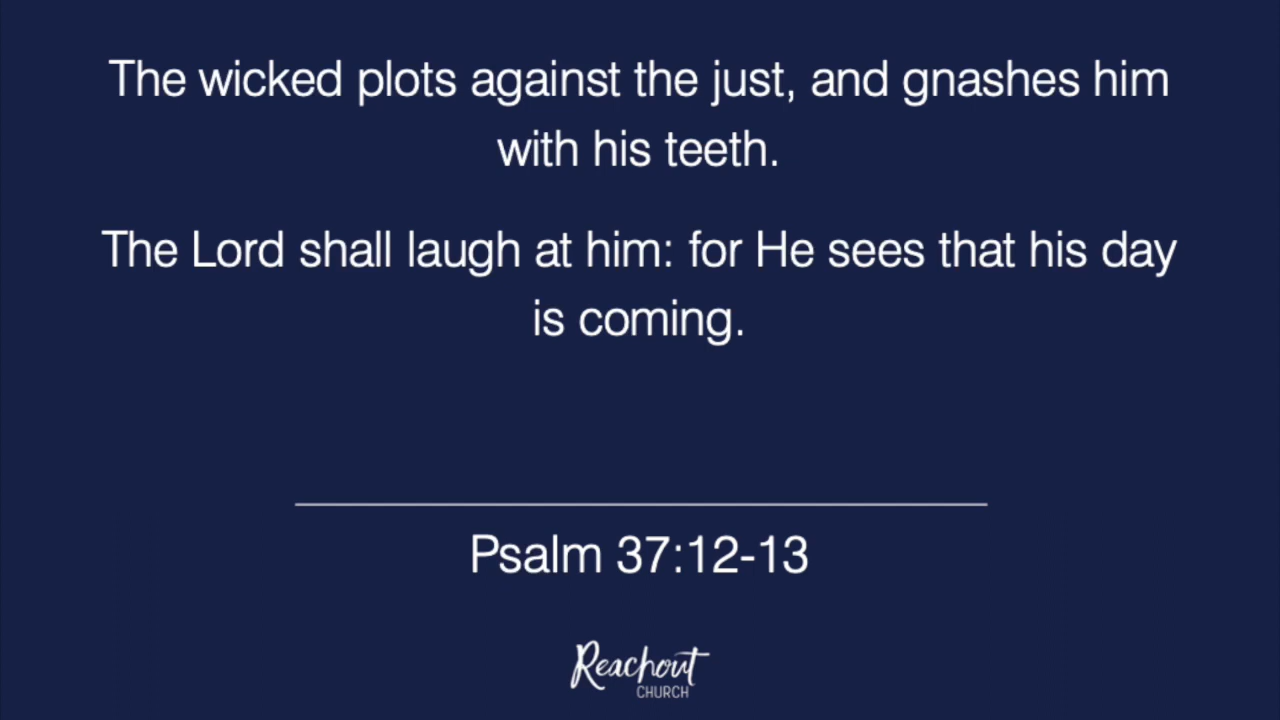 The wicked plots against the just, and gnashes him
with his teeth.
The Lord shall laugh at him: for He sees that his day
is coming.
Psalm 37:12-13
Reachout
CHURCH